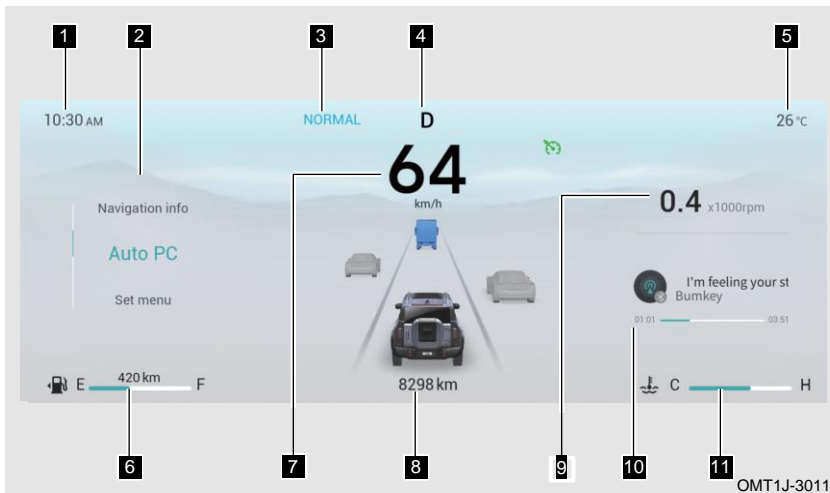 1 2 3 4 5
10:30 AM NORMAL D 26 °C
64
km/h
7 9
0.4 x1000rpm
Navigation info
Auto PC
Set menu
I'm feeling your st
Bumkey
01:01 03:51
E 420 km F
8298 km
C H
6 7 8 9 10 11
OMT1J-3011